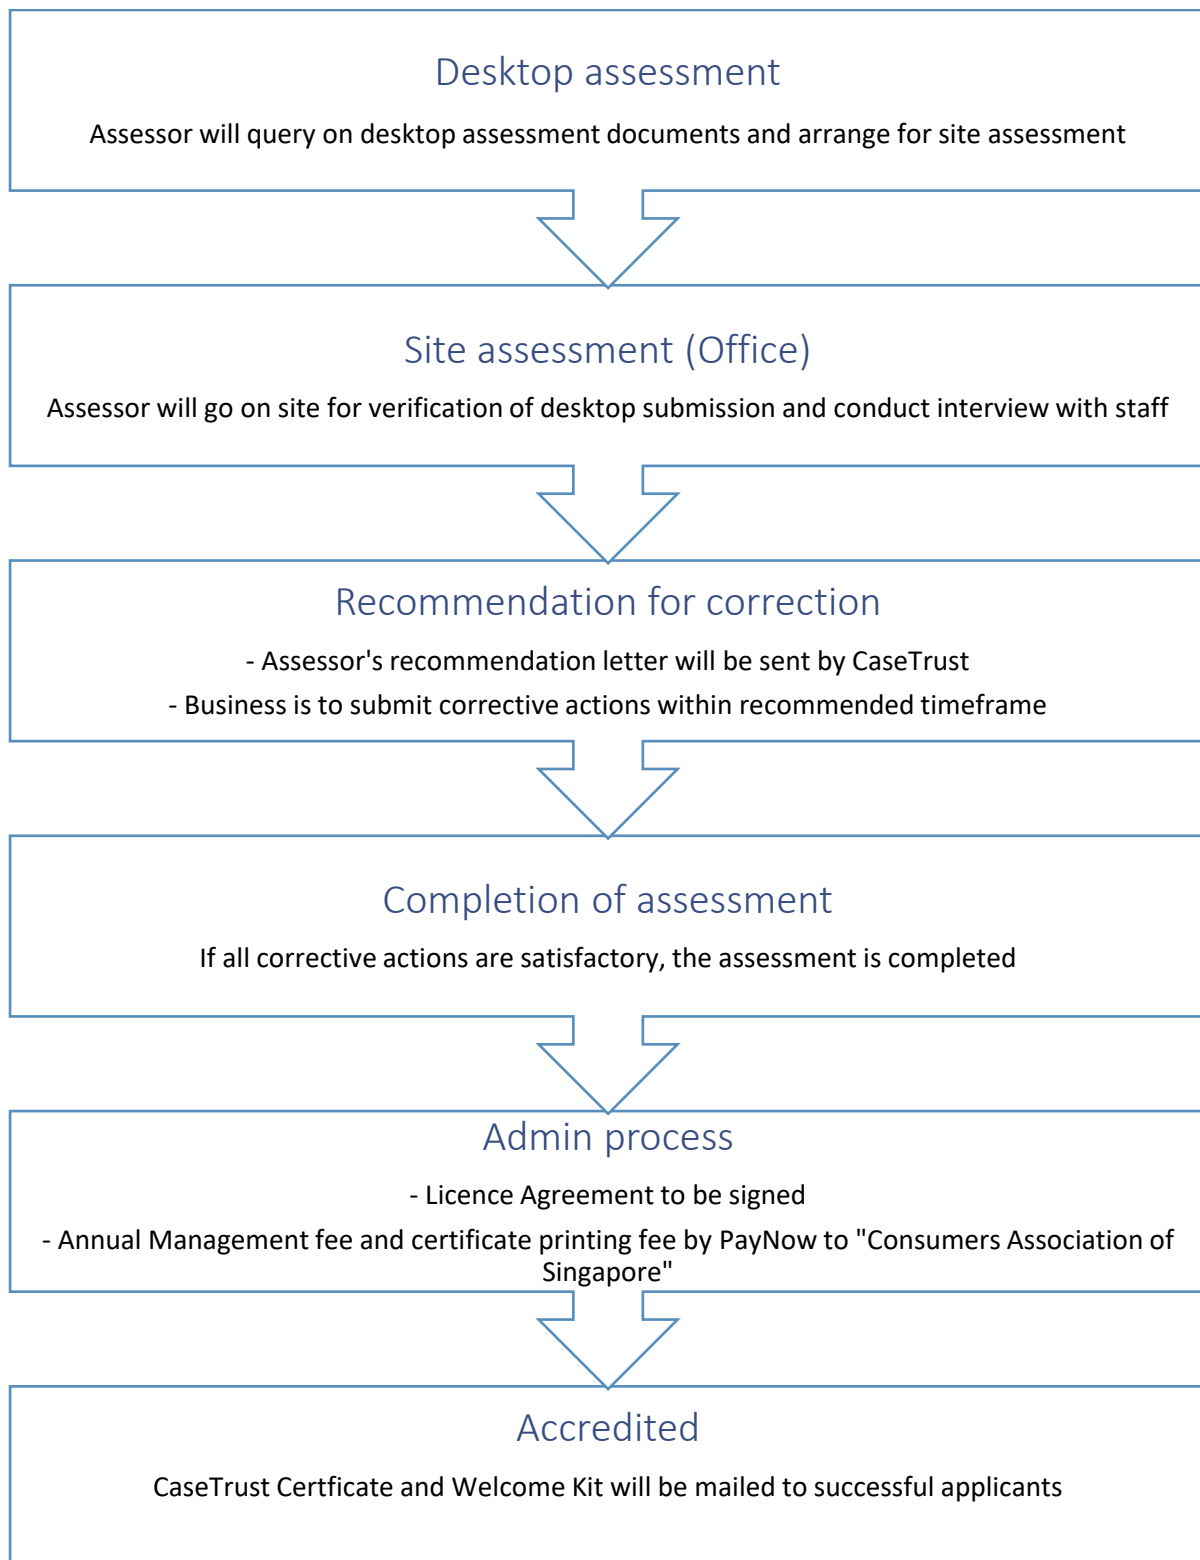 Desktop assessment
Assessor will query on desktop assessment documents and arrange for site assessment
Site assessment (Office)
Assessor will go on site for verification of desktop submission and conduct interview with staff
Recommendation for correction
- Assessor's recommendation letter will be sent by CaseTrust
- Business is to submit corrective actions within recommended timeframe
Completion of assessment
If all corrective actions are satisfactory, the assessment is completed
Admin process
- Licence Agreement to be signed
- Annual Management fee and certificate printing fee by PayNow to "Consumers Association of
Singapore"
Accredited
CaseTrust Certficate and Welcome Kit will be mailed to successful applicants